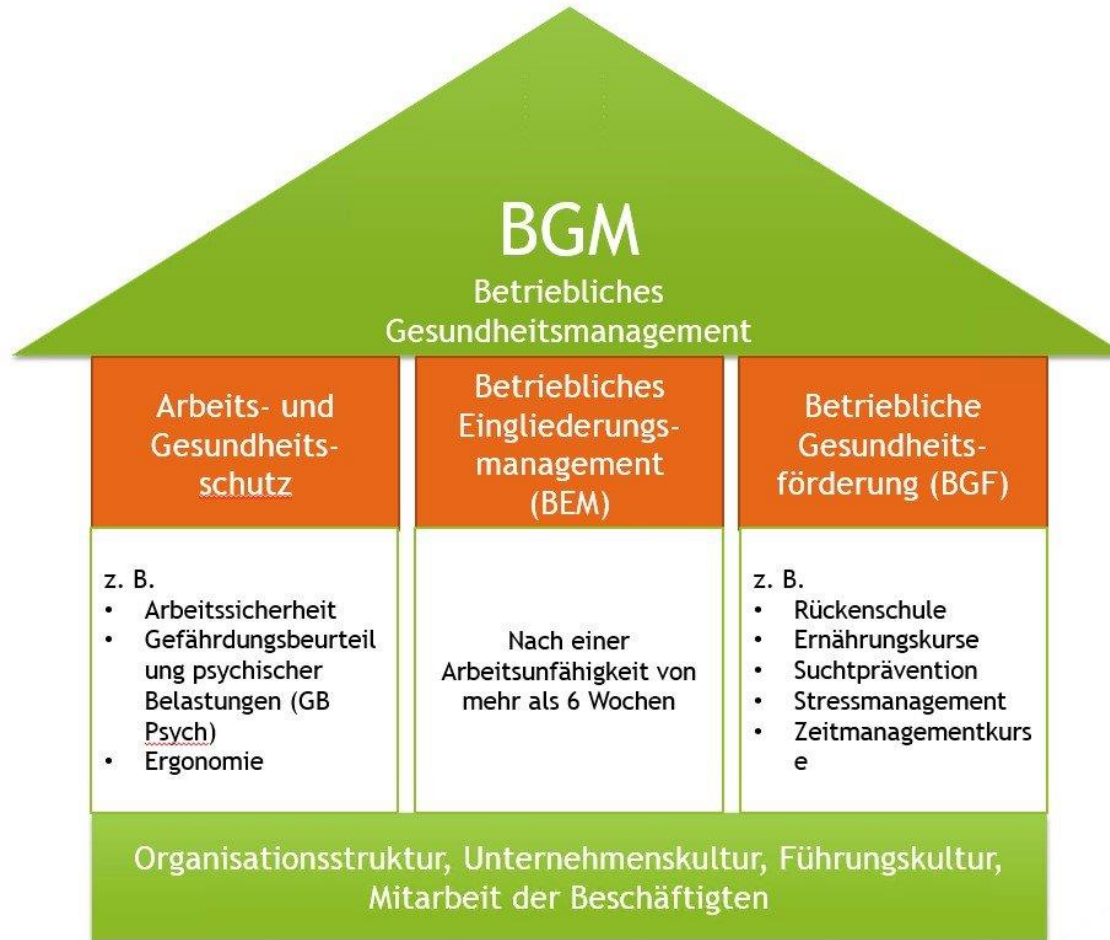 BGM
Betriebliches
Gesundheitsmanagement
Arbeits- und
Gesundheits-
schutz
Betriebliches
Eingliederungs-
management
(BEM)
Betriebliche
Gesundheits-
förderung (BGF)
z. B.
• Arbeitssicherheit
• Gefährdungsbeurteil
ung psychischer
Belastungen (GB
Psych)
• Ergonomie
Nach einer
Arbeitsunfähigkeit von
mehr als 6 Wochen
z. B.
• Rückenschule
• Ernährungskurse
• Suchtprävention
• Stressmanagement
• Zeitmanagementkurs
e
Organisationsstruktur, Unternehmenskultur, Führungskultur,
Mitarbeit der Beschäftigten